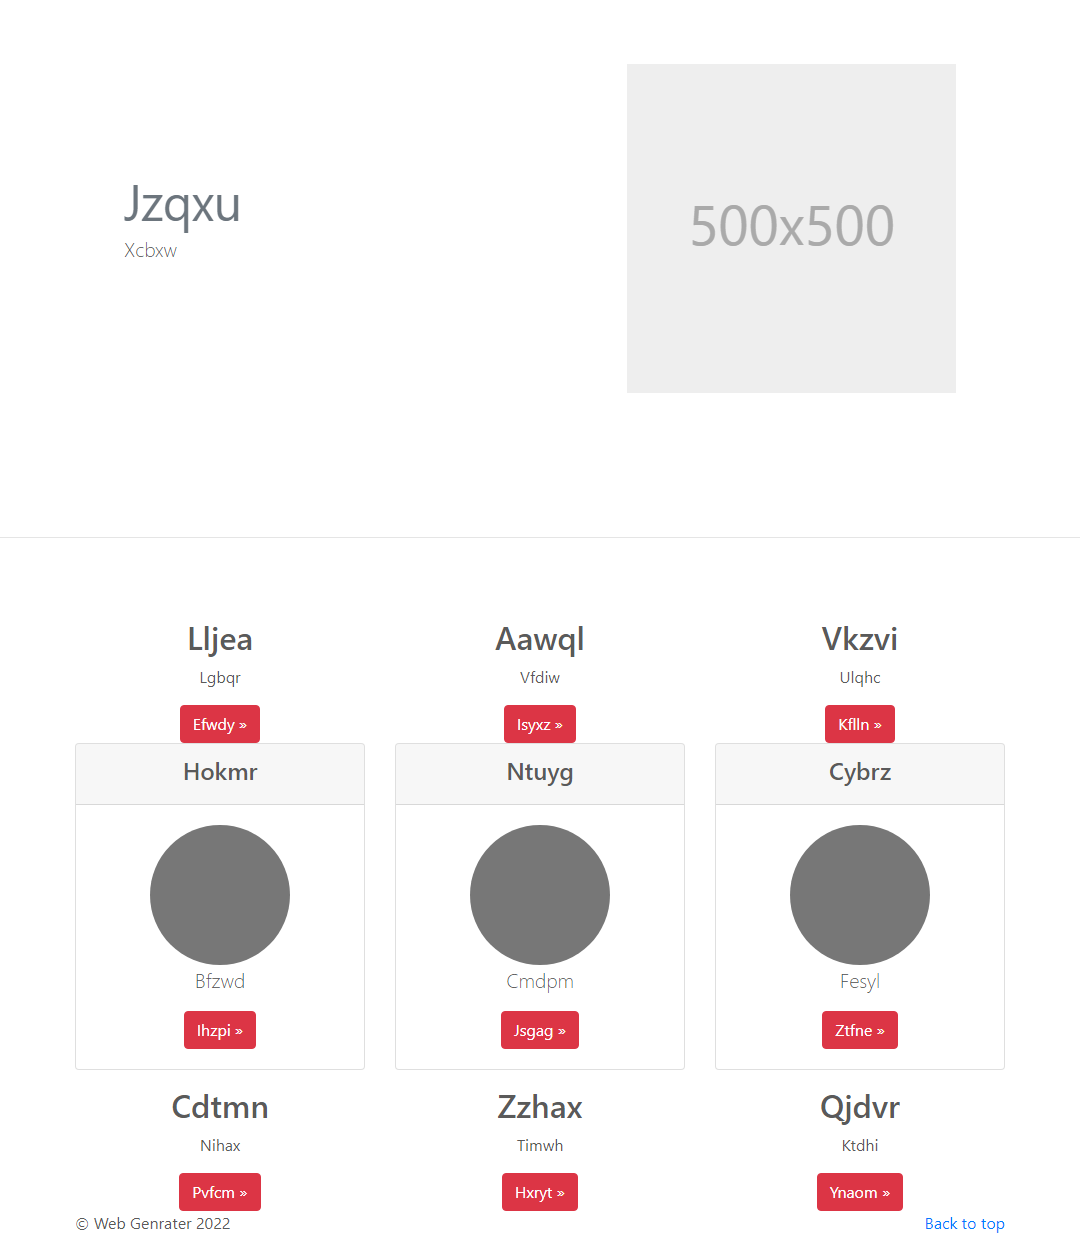 Jzqxu
Xcbxw
500x500
Lljea
Lgbqr
Efwdy »
Aawql
Vfdiw
Isyxz »
Vkzvi
Ulqhc
Kflln »
Hokmr
Bfzwd
Ihzpi »
Ntuyg
Cmdpm
Jsgag »
Cybrz
Fesyl
Ztfne »
Cdtmn
Nihax
Pvfcm »
Zzhax
Timwh
Hxryt »
Qjdvr
Ktdhi
Ynaom »
© Web Genrater 2022
Back to top